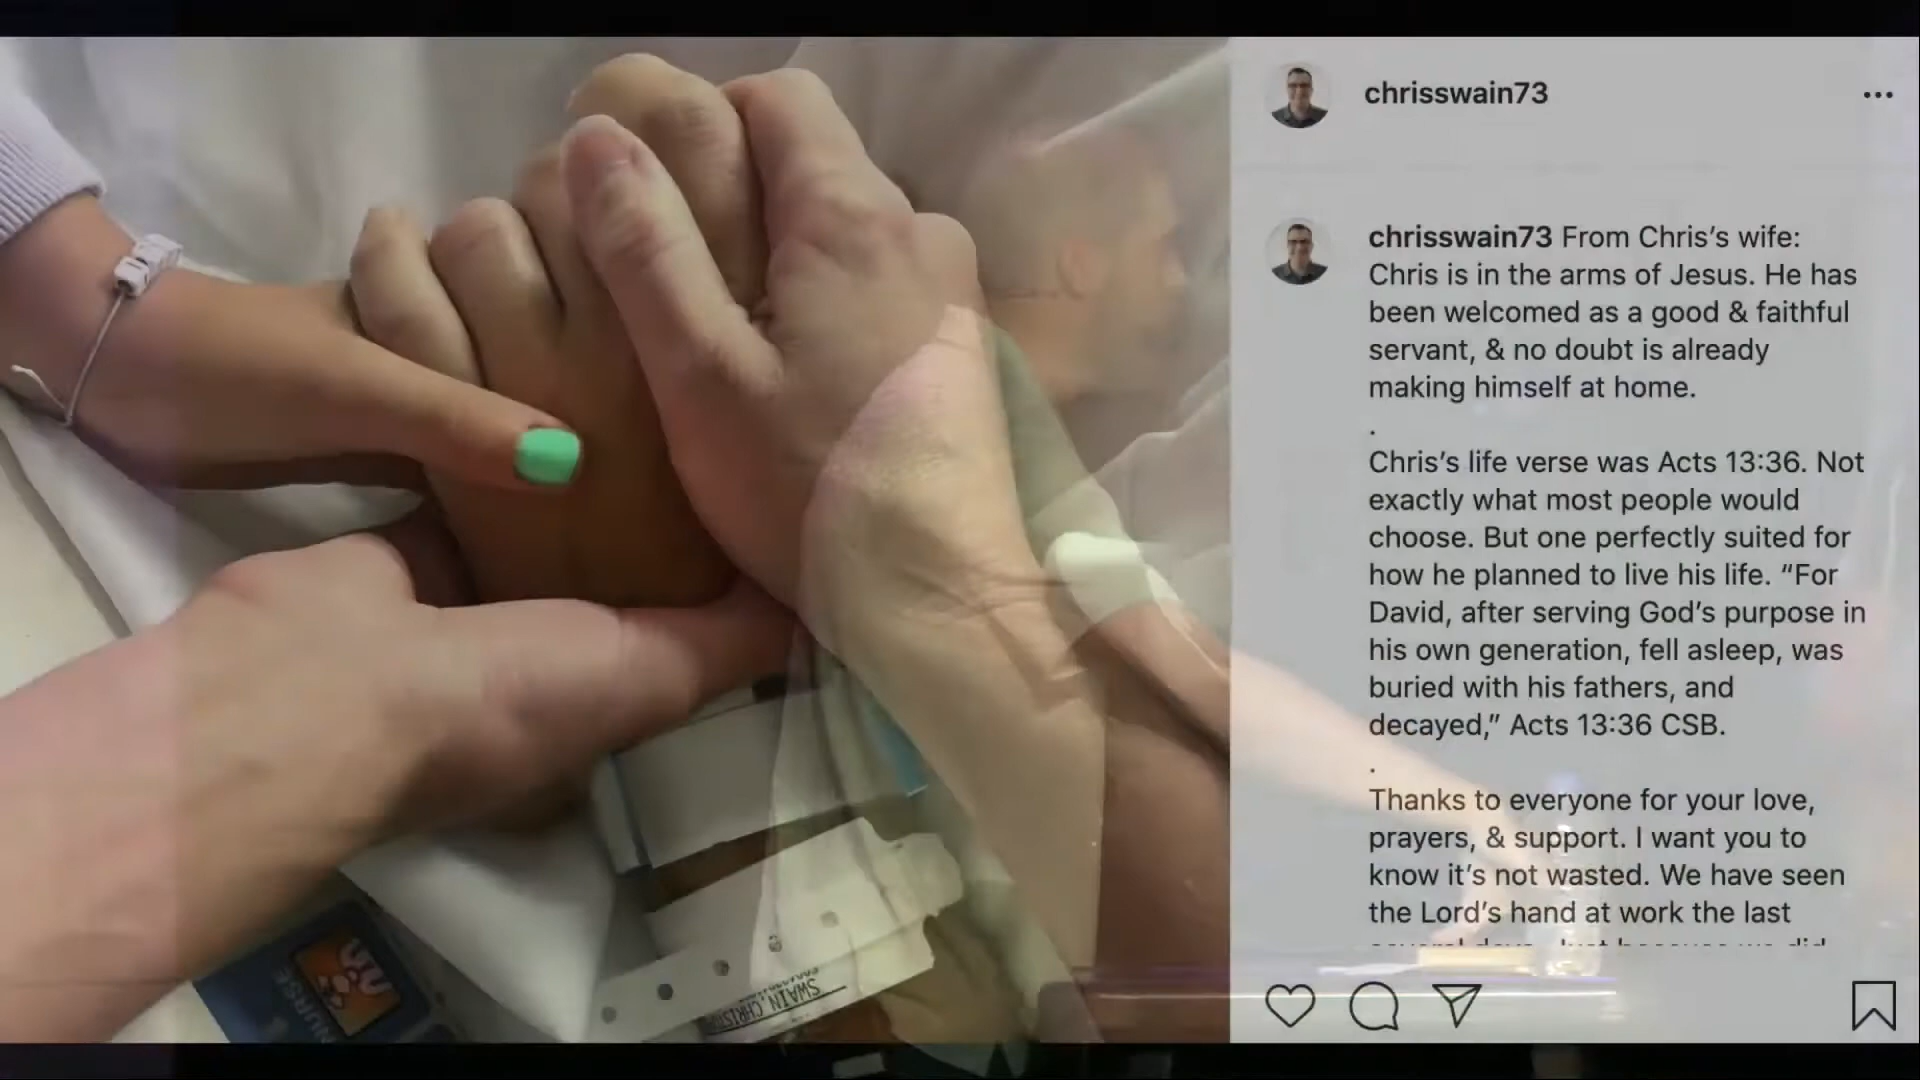 chrisswain73
chrisswain73 From Chris’s wife:
Chris is in the arms of Jesus. He has
been welcomed as a good & faithful
servant, & no doubt is already
making himself at home.
.
Chris’s life verse was Acts 13:36. Not
exactly what most people would
choose. But one perfectly suited for
how he planned to live his life. “For
David, after serving God’s purpose in
his own generation, fell asleep, was
buried with his fathers, and
decayed,” Acts 13:36 CSB.
.
Thanks to everyone for your love,
prayers, & support. I want you to
know it’s not wasted. We have seen
the Lord’s hand at work the last
NURSE
SWAIN, CHRIST